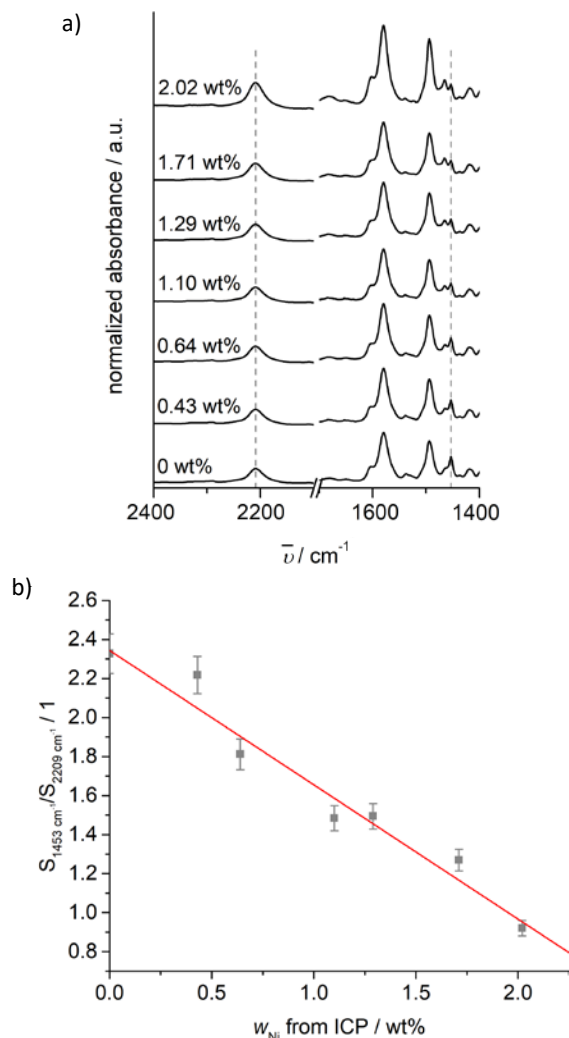 a)
normalized absorbance / a.u.
2.02 wt%
1.71 wt%
1.29 wt%
1.10 wt%
0.64 wt%
0.43 wt%
0 wt%
2400 2200 1600 1400
ῡ / cm⁻¹
b)
S₁₄₅₃ cm⁻¹/S₂₂₀₉ cm⁻¹ / 1
2.6
2.4
2.2
2.0
1.8
1.6
1.4
1.2
1.0
0.8
0.0 0.5 1.0 1.5 2.0
w_Ni from ICP / wt%